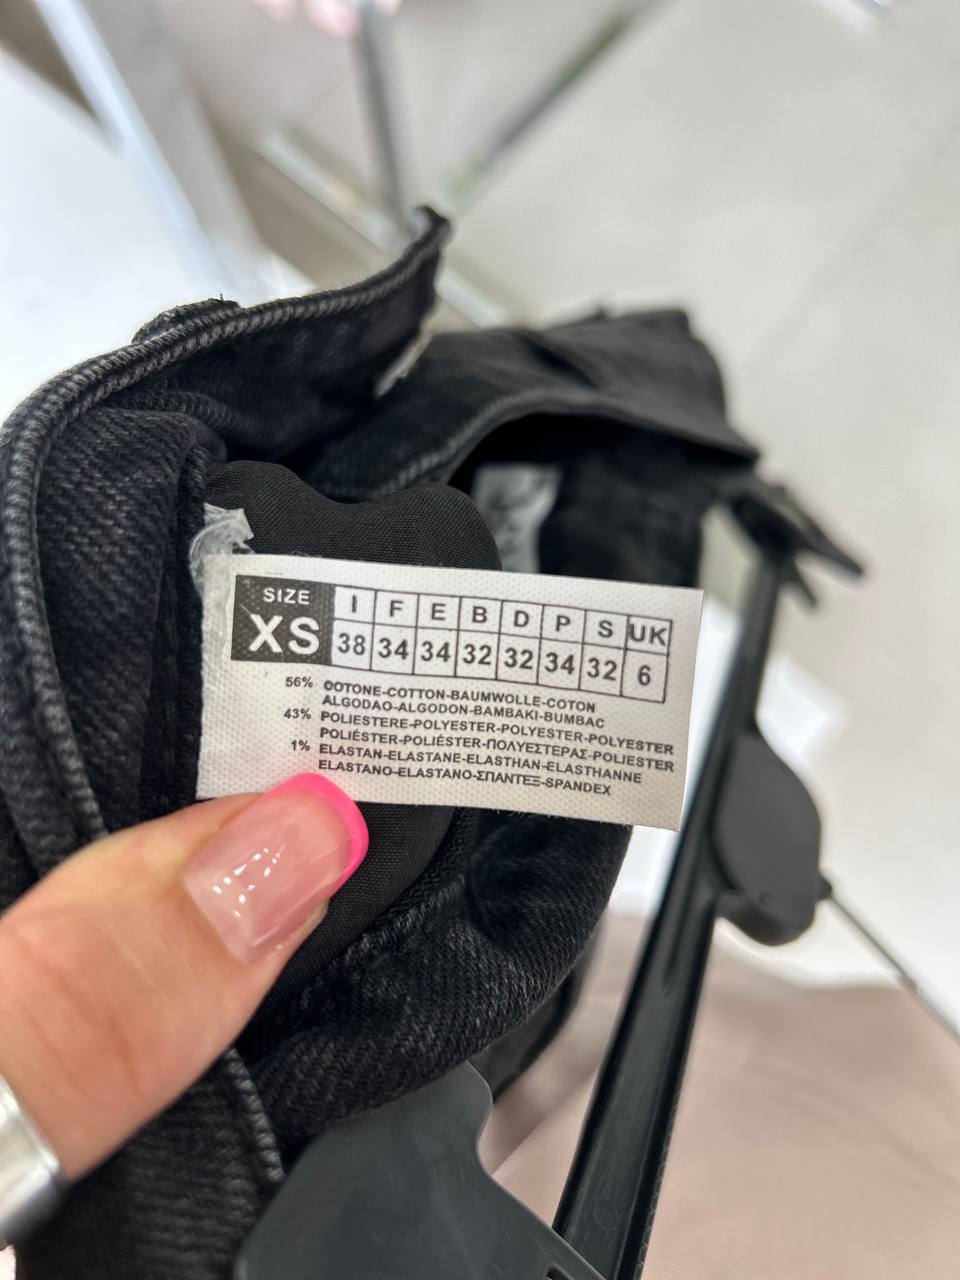 SIZE I F E B D P S UK
XS 38 34 34 32 32 34 32 6
56% COTONE-COTTON-BAUMWOLLE-COTON
ALGODAO-ALGODON-BAMBAKI-BUMBAC
43% POLIESTERE-POLYESTER-POLYESTER-POLYESTER
POLIÉSTER-POLIÉSTER-ΠΟΛΥΕΣΤΕΡΑΣ-POLIESTER
1% ELASTAN-ELASTANE-ELASTHAN-ELASTHANNE
ELASTANO-ELASTANO-ΣΠΑΝΤΕΞ-SPANDEX